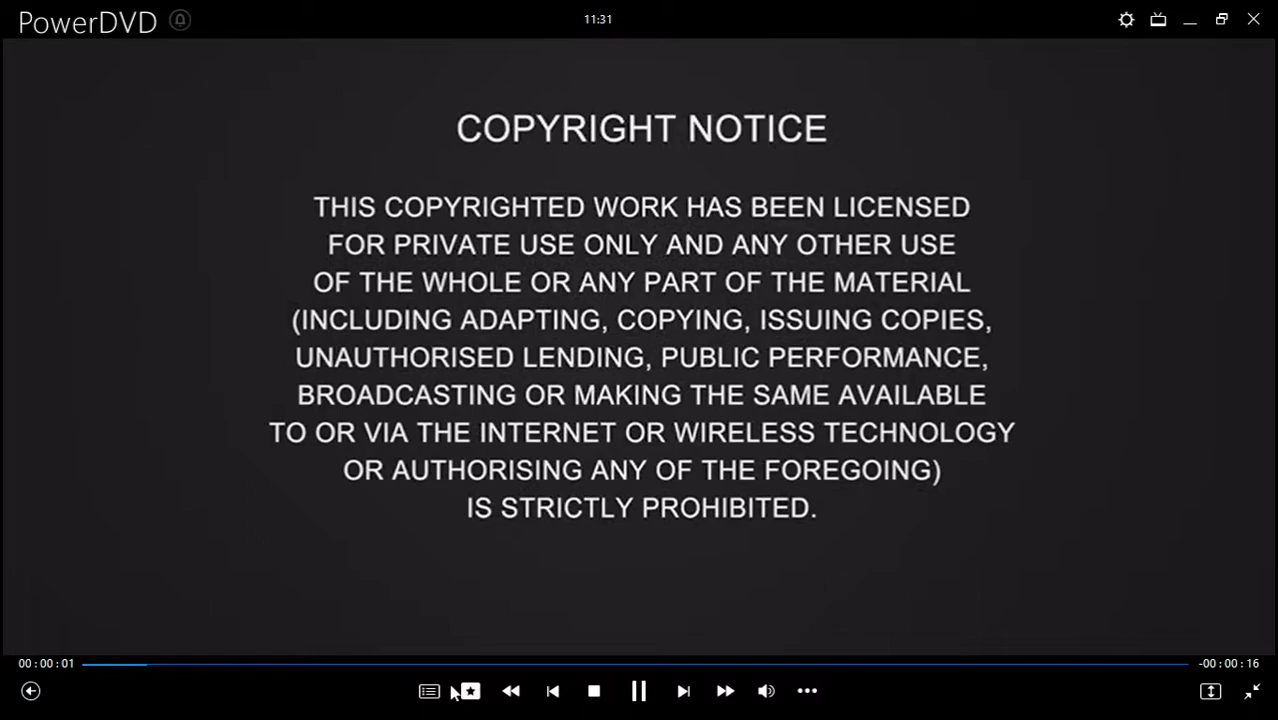 PowerDVD
11:31
COPYRIGHT NOTICE
THIS COPYRIGHTED WORK HAS BEEN LICENSED
FOR PRIVATE USE ONLY AND ANY OTHER USE
OF THE WHOLE OR ANY PART OF THE MATERIAL
(INCLUDING ADAPTING, COPYING, ISSUING COPIES,
UNAUTHORISED LENDING, PUBLIC PERFORMANCE,
BROADCASTING OR MAKING THE SAME AVAILABLE
TO OR VIA THE INTERNET OR WIRELESS TECHNOLOGY
OR AUTHORISING ANY OF THE FOREGOING)
IS STRICTLY PROHIBITED.
00:00:01
-00:00:16